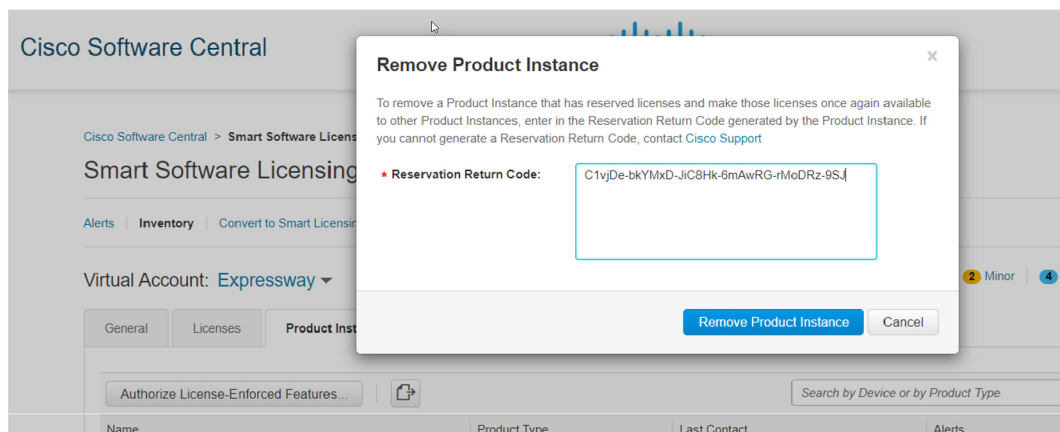 Cisco Software Central
Remove Product Instance
×
To remove a Product Instance that has reserved licenses and make those licenses once again available
to other Product Instances, enter in the Reservation Return Code generated by the Product Instance. If
you cannot generate a Reservation Return Code, contact Cisco Support
* Reservation Return Code:
C1vjDe-bkYMxD-JiC8Hk-6mAwRG-rMoDRz-9SJ
Remove Product Instance
Cancel
Cisco Software Central > Smart Software Licens
Smart Software Licensing
Alerts
Inventory
Convert to Smart Licensin
Virtual Account: Expressway
2 Minor
4
General
Licenses
Product Inst
Authorize License-Enforced Features...
Search by Device or by Product Type
Name
Product Type
Last Contact
Alerts